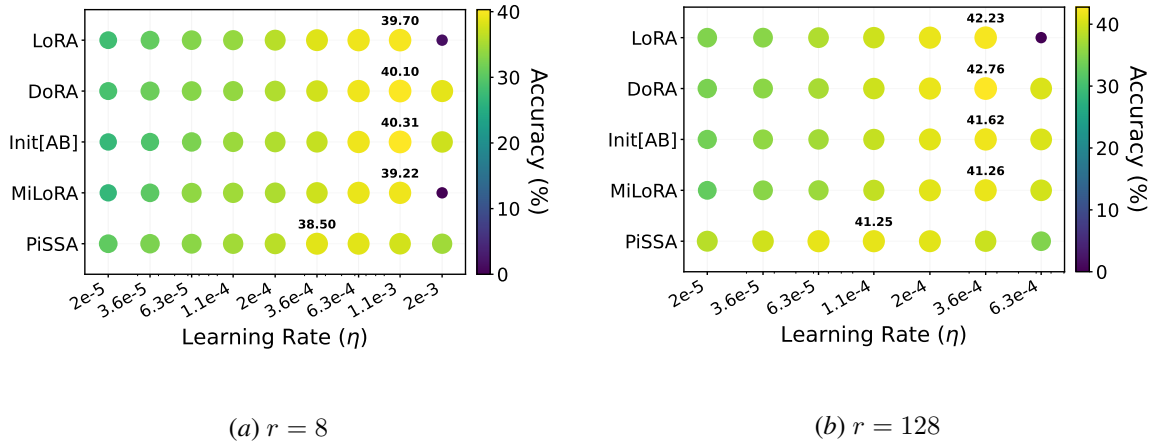 39.70
LoRA
40.10
DoRA
40.31
Init[AB]
39.22
MiLoRA
38.50
PiSSA
2e-5
3.6e-5
6.3e-5
1.1e-4
2e-4
3.6e-4
6.3e-4
1.1e-3
2e-3
Learning Rate (η)
40
30
20
10
0
Accuracy (%)
(a) r = 8
42.23
LoRA
42.76
DoRA
41.62
Init[AB]
41.26
MiLoRA
41.25
PiSSA
2e-5
3.6e-5
6.3e-5
1.1e-4
2e-4
3.6e-4
6.3e-4
Learning Rate (η)
40
30
20
10
0
Accuracy (%)
(b) r = 128